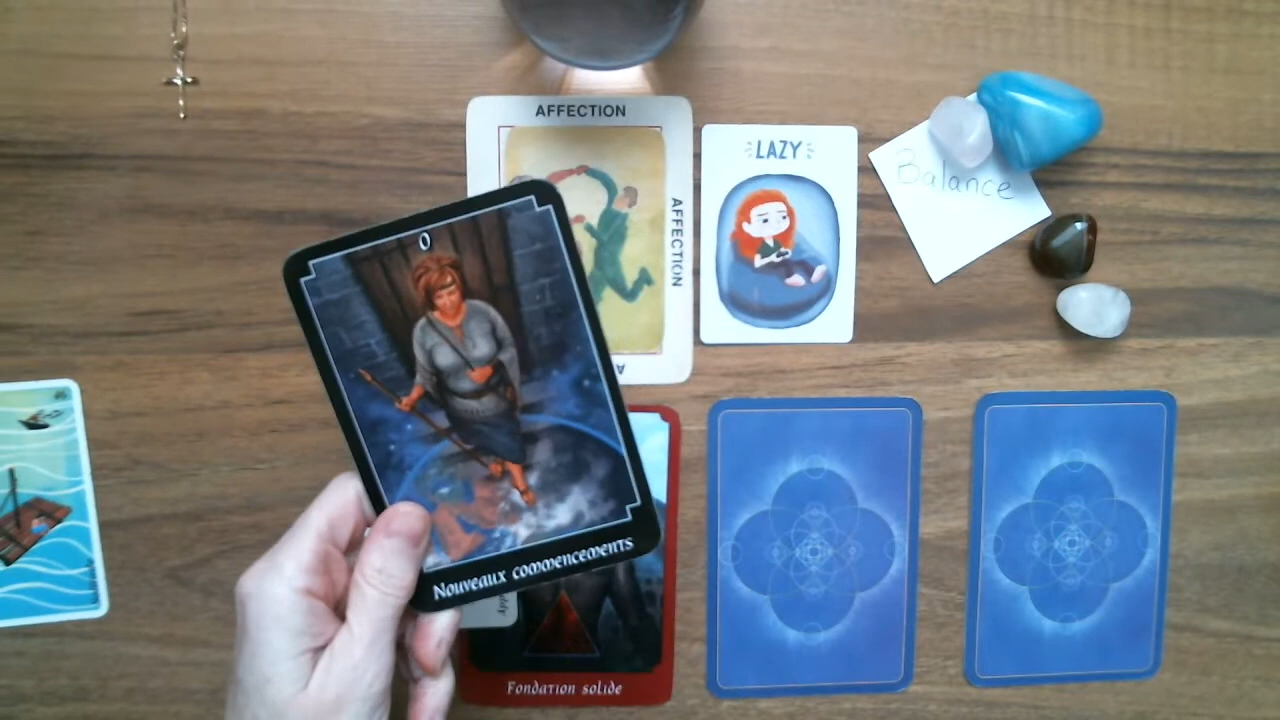 AFFECTION
AFFECTION
LAZY
Balance
0
Nouveaux commencements
Fondation solide